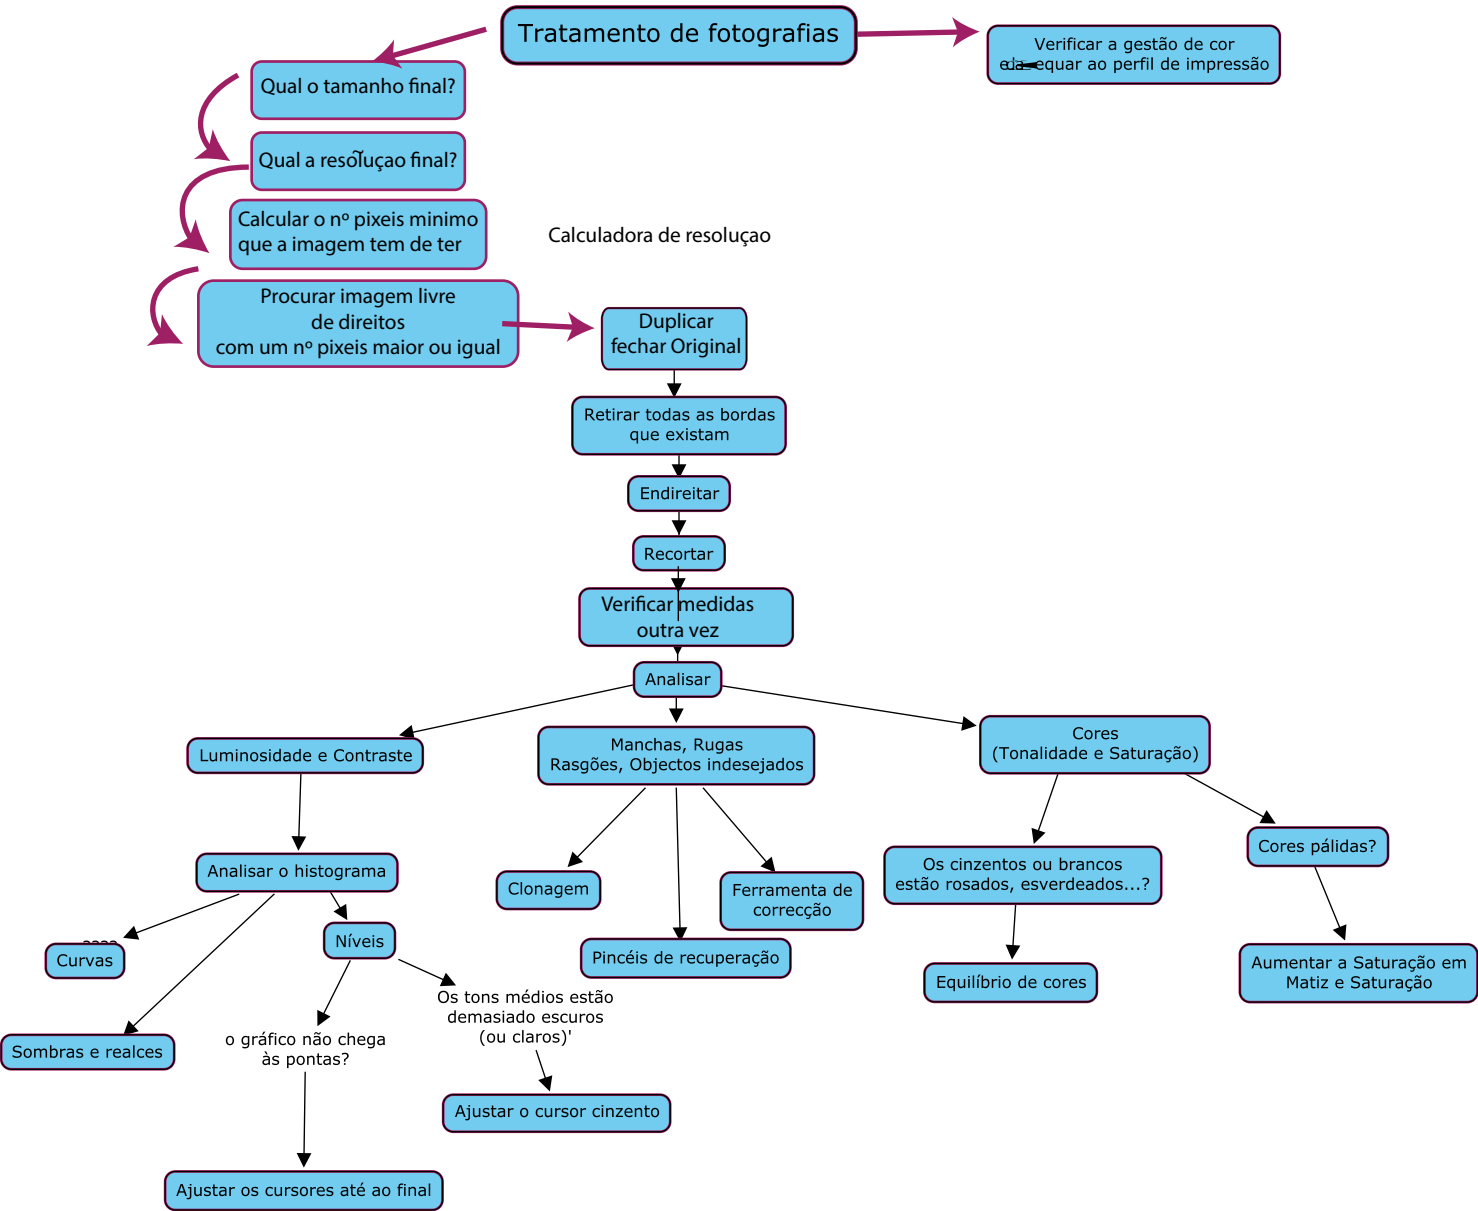 Tratamento de fotografias
Verificar a gestão de cor
equar ao perfil de impressão
Qual o tamanho final?
Qual a resoluçao final?
Calcular o nº pixeis minimo
que a imagem tem de ter
Calculadora de resoluçao
Procurar imagem livre
de direitos
com um nº pixeis maior ou igual
Duplicar
fechar Original
Retirar todas as bordas
que existam
Endireitar
Recortar
Verificar medidas
outra vez
Analisar
Luminosidade e Contraste
Manchas, Rugas
Rasgões, Objectos indesejados
Cores
(Tonalidade e Saturação)
Analisar o histograma
Clonagem
Ferramenta de
correcção
Pincéis de recuperação
Os cinzentos ou brancos
estão rosados, esverdeados...?
Cores pálidas?
Equilíbrio de cores
Aumentar a Saturação em
Matiz e Saturação
Curvas
Níveis
Sombras e realces
o gráfico não chega
às pontas?
Os tons médios estão
demasiado escuros
(ou claros)'
Ajustar o cursor cinzento
Ajustar os cursores até ao final